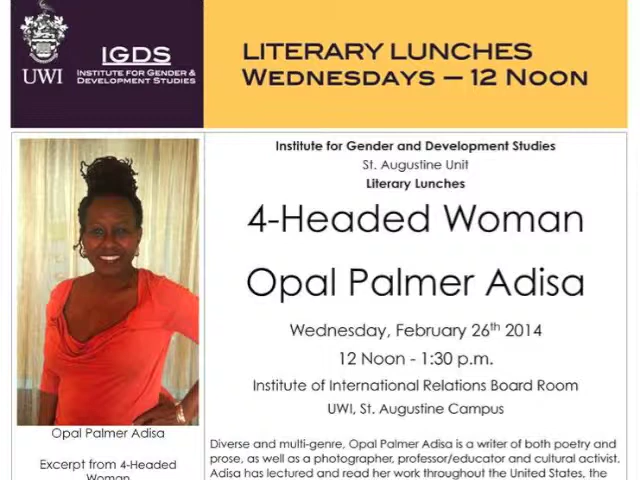 UWI
IGDS
INSTITUTE FOR GENDER &
DEVELOPMENT STUDIES
LITERARY LUNCHES
WEDNESDAYS – 12 NOON
Institute for Gender and Development Studies
St. Augustine Unit
Literary Lunches
4-Headed Woman
Opal Palmer Adisa
Wednesday, February 26th 2014
12 Noon - 1:30 p.m.
Institute of International Relations Board Room
UWI, St. Augustine Campus
Opal Palmer Adisa
Excerpt from 4-Headed
Woman
Diverse and multi-genre, Opal Palmer Adisa is a writer of both poetry and
prose, as well as a photographer, professor/educator and cultural activist.
Adisa has lectured and read her work throughout the United States, the